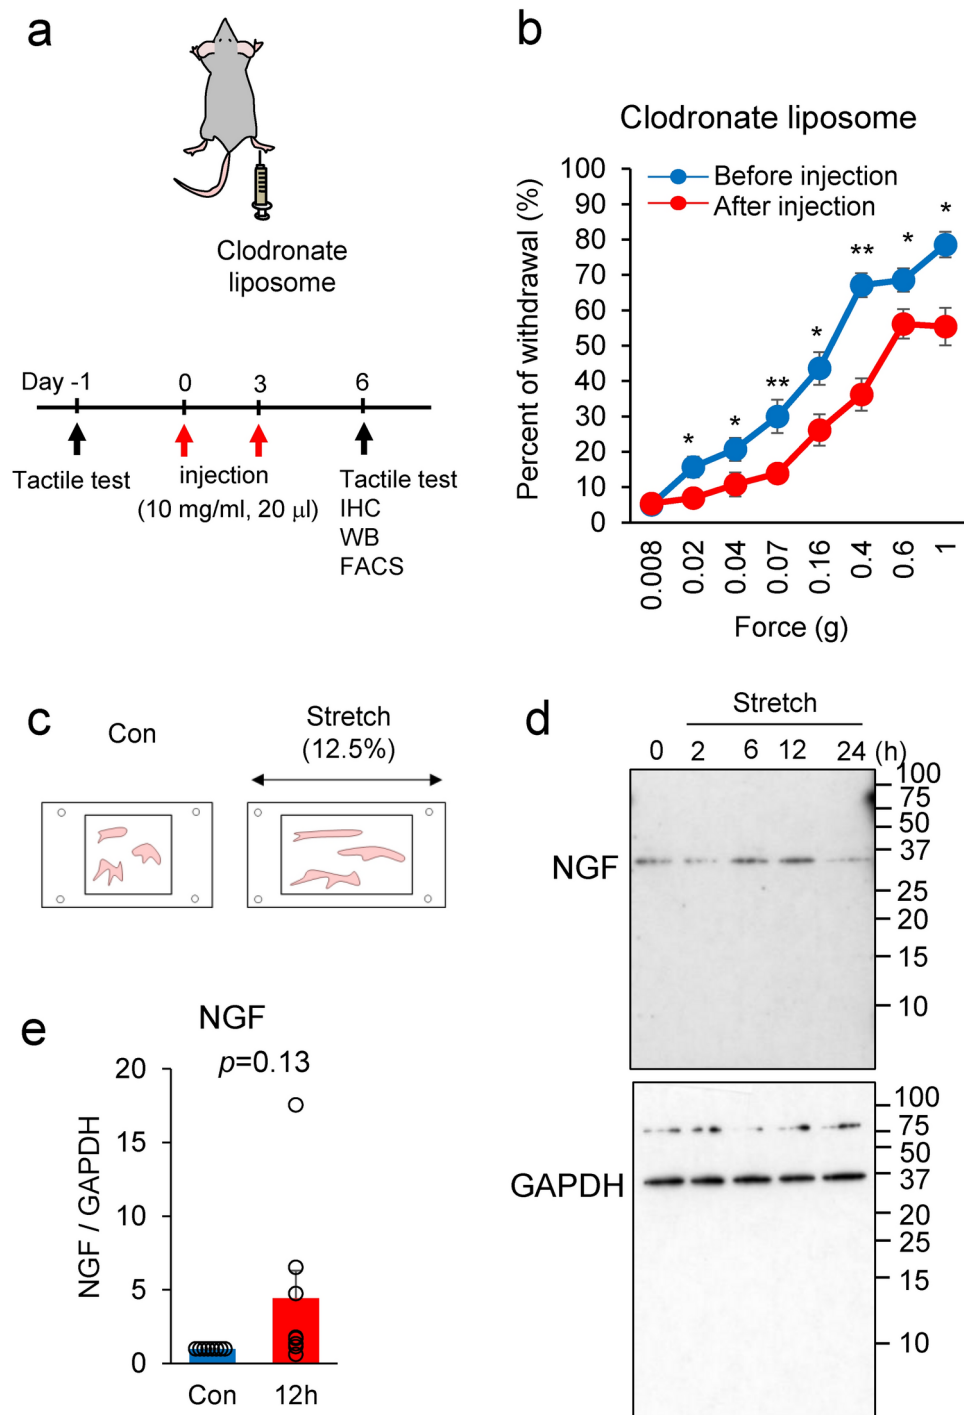 a
Clodronate
liposome
Day -1 0 3 6
Tactile test
injection
(10 mg/ml, 20 μl)
Tactile test
IHC
WB
FACS
b
Clodronate liposome
Percent of withdrawal (%)
100
90
80
70
60
50
40
30
20
10
0
Before injection
After injection
*
*
**
*
**
*
*
0.008
0.02
0.04
0.07
0.16
0.4
0.6
1
Force (g)
c
Con
Stretch
(12.5%)
d
Stretch
0 2 6 12 24 (h)
NGF
100
75
50
37
25
20
15
10
GAPDH
100
75
50
37
20
25
15
10
e
NGF
p=0.13
NGF / GAPDH
20
15
10
5
0
Con 12h